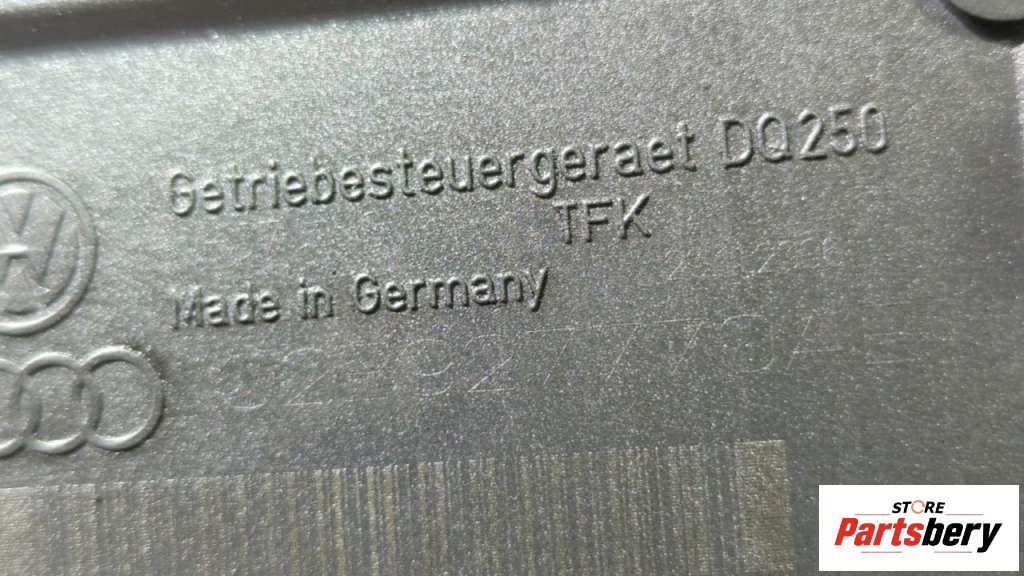 Getriebesteuergeraet DQ250
TFK
Made in Germany
STORE
Partsbery